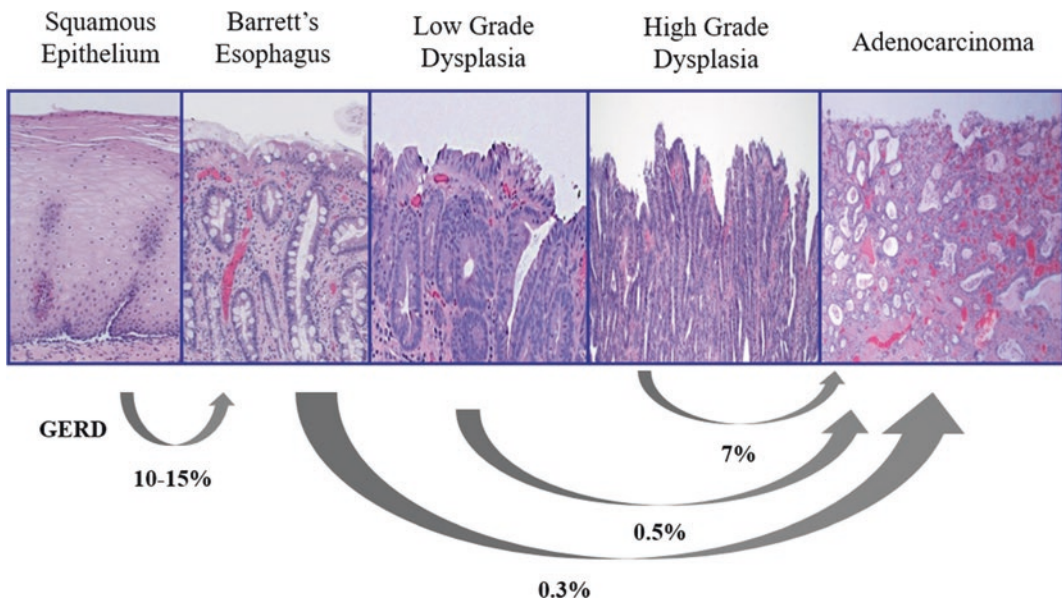 Squamous
Epithelium
Barrett’s
Esophagus
Low Grade
Dysplasia
High Grade
Dysplasia
Adenocarcinoma
GERD
10-15%
7%
0.5%
0.3%